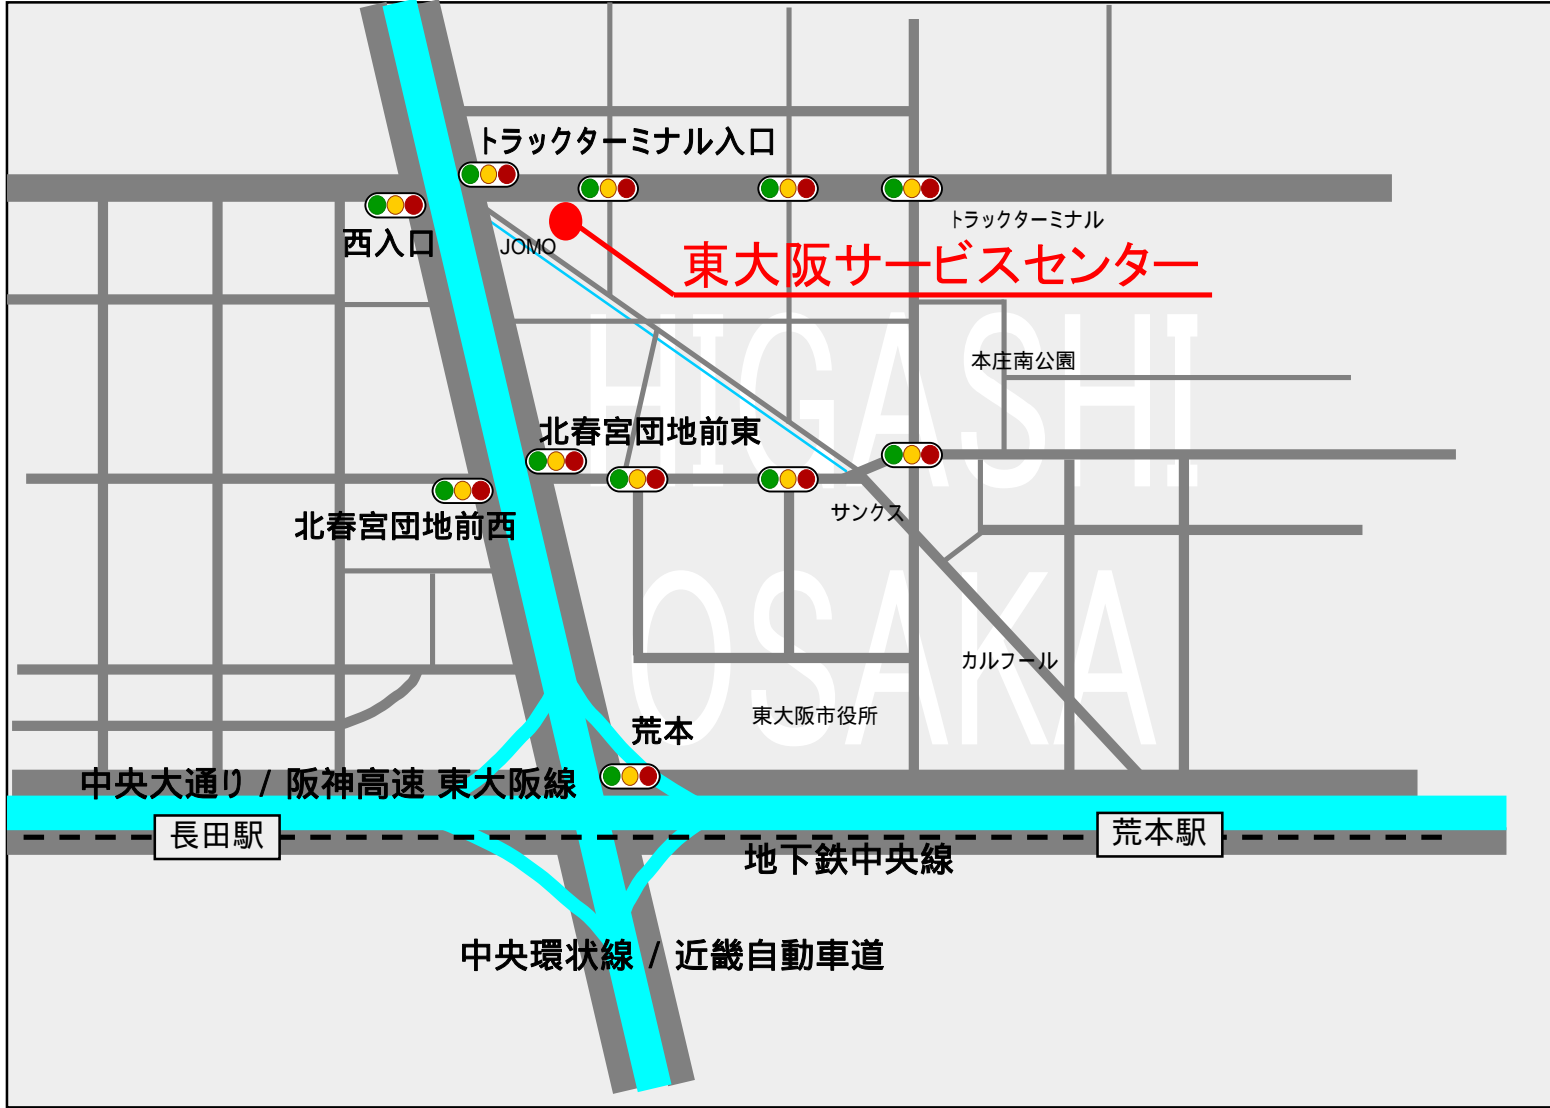 トラックターミナル入口
西入口
JOMO
トラックターミナル
東大阪サービスセンター
HIGASHI
本庄南公園
北春宮団地前東
サンクス
北春宮団地前西
OSAKA
カルフール
東大阪市役所
荒本
中央大通り / 阪神高速 東大阪線
長田駅
荒本駅
地下鉄中央線
中央環状線 / 近畿自動車道